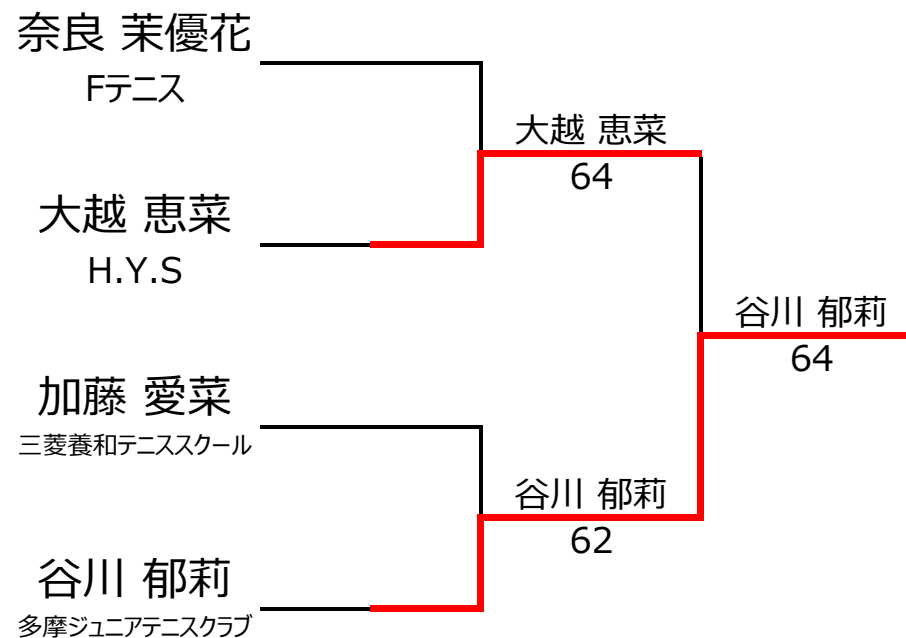 奈良 茉優花
Fテニス
大越 恵菜
64
大越 恵菜
H.Y.S
谷川 郁莉
64
加藤 愛菜
三菱養和テニススクール
谷川 郁莉
62
谷川 郁莉
多摩ジュニアテニスクラブ